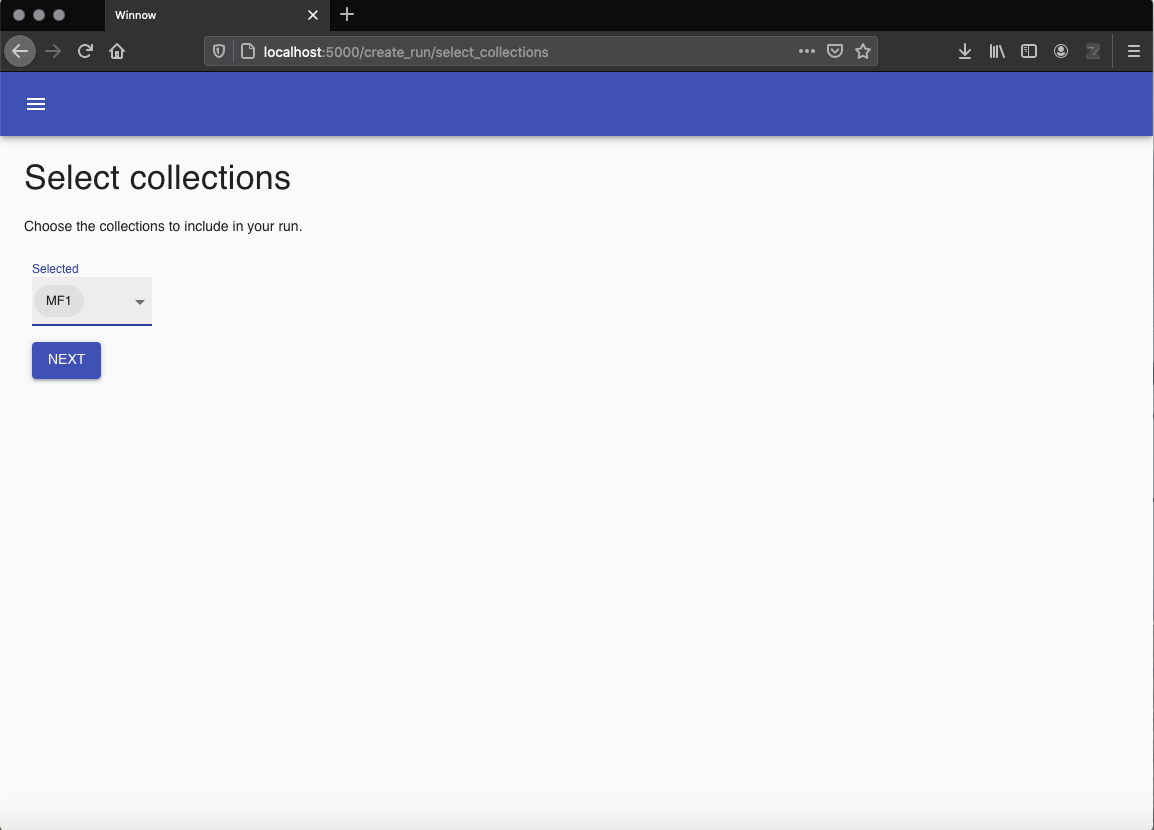 Winnow
localhost:5000/create_run/select_collections
Select collections
Choose the collections to include in your run.
Selected
MF1
NEXT